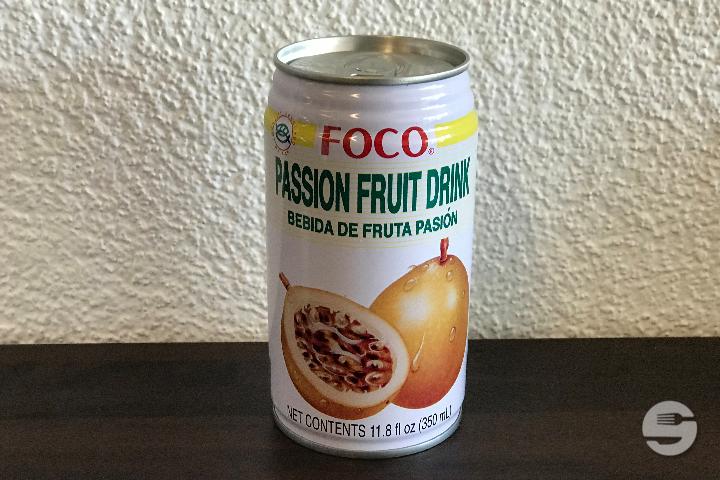 FOCO®
PASSION FRUIT DRINK
BEBIDA DE FRUTA PASIÓN
NET CONTENTS 11.8 fl oz (350 mL)